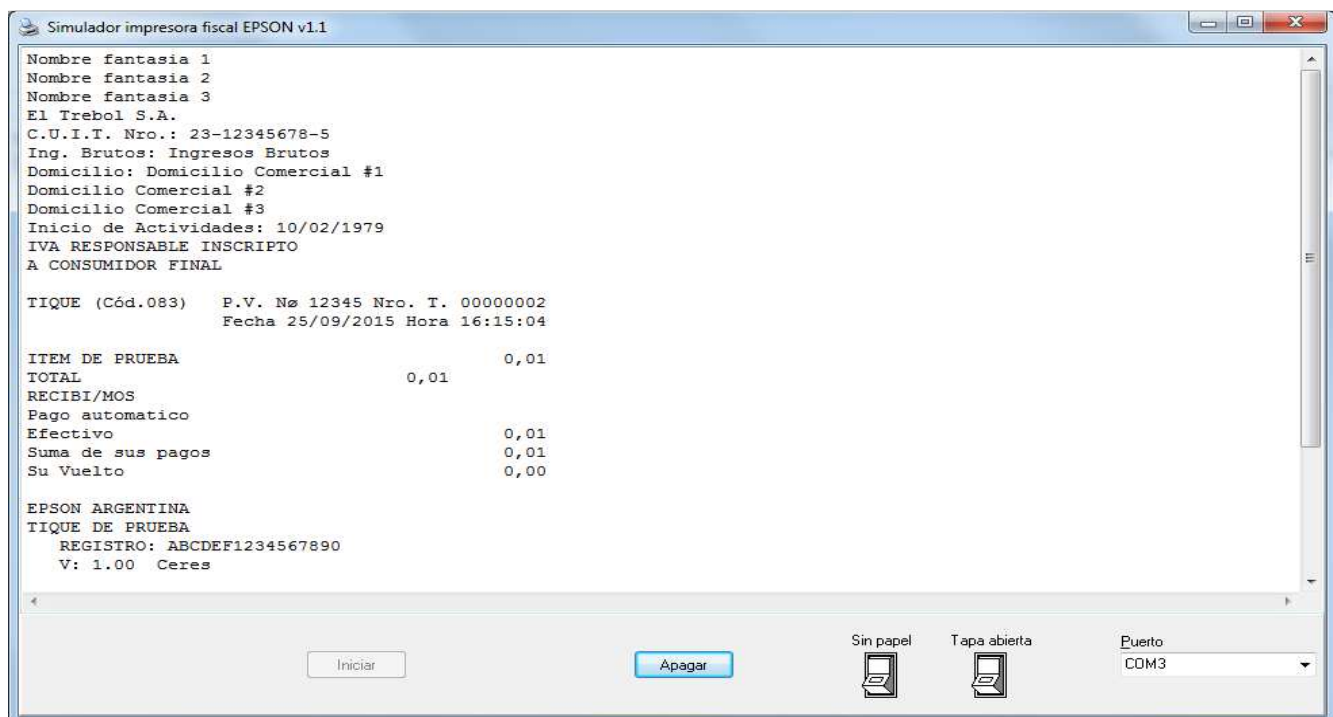 Simulador impresora fiscal EPSON v1.1
Nombre fantasia 1
Nombre fantasia 2
Nombre fantasia 3
El Trebol S.A.
C.U.I.T. Nro.: 23-12345678-5
Ing. Brutos: Ingresos Brutos
Domicilio: Domicilio Comercial #1
Domicilio Comercial #2
Domicilio Comercial #3
Inicio de Actividades: 10/02/1979
IVA RESPONSABLE INSCRIPTO
A CONSUMIDOR FINAL
TIQUE (Cód.083) P.V. Nø 12345 Nro. T. 00000002
Fecha 25/09/2015 Hora 16:15:04
ITEM DE PRUEBA 0,01
TOTAL 0,01
RECIBI/MOS
Pago automatico
Efectivo 0,01
Suma de sus pagos 0,01
Su Vuelto 0,00
EPSON ARGENTINA
TIQUE DE PRUEBA
REGISTRO: ABCDEF1234567890
V: 1.00 Ceres
Iniciar
Apagar
Sin papel
Tapa abierta
Puerto
COM3